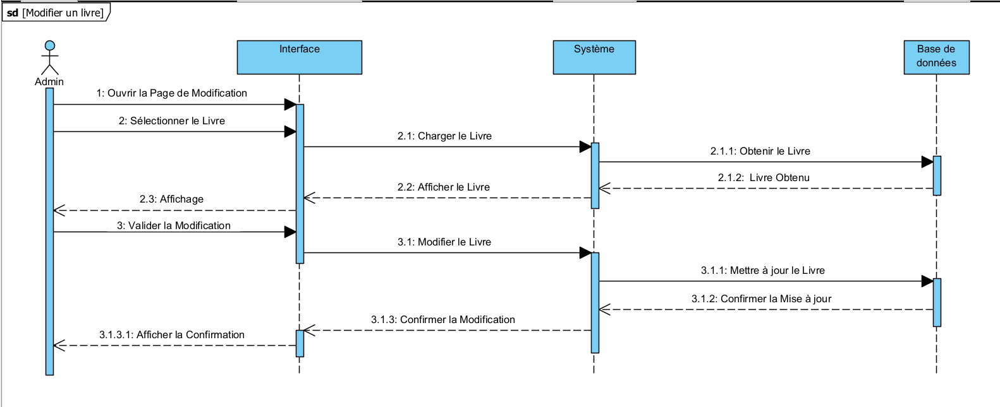 sd [Modifier un livre]
Interface
Système
Base de
données
Admin
1: Ouvrir la Page de Modification
2: Sélectionner le Livre
2.1: Charger le Livre
2.1.1: Obtenir le Livre
2.1.2:  Livre Obtenu
2.2: Afficher le Livre
2.3: Affichage
3: Valider la Modification
3.1: Modifier le Livre
3.1.1: Mettre à jour le Livre
3.1.2: Confirmer la Mise à jour
3.1.3: Confirmer la Modification
3.1.3.1: Afficher la Confirmation